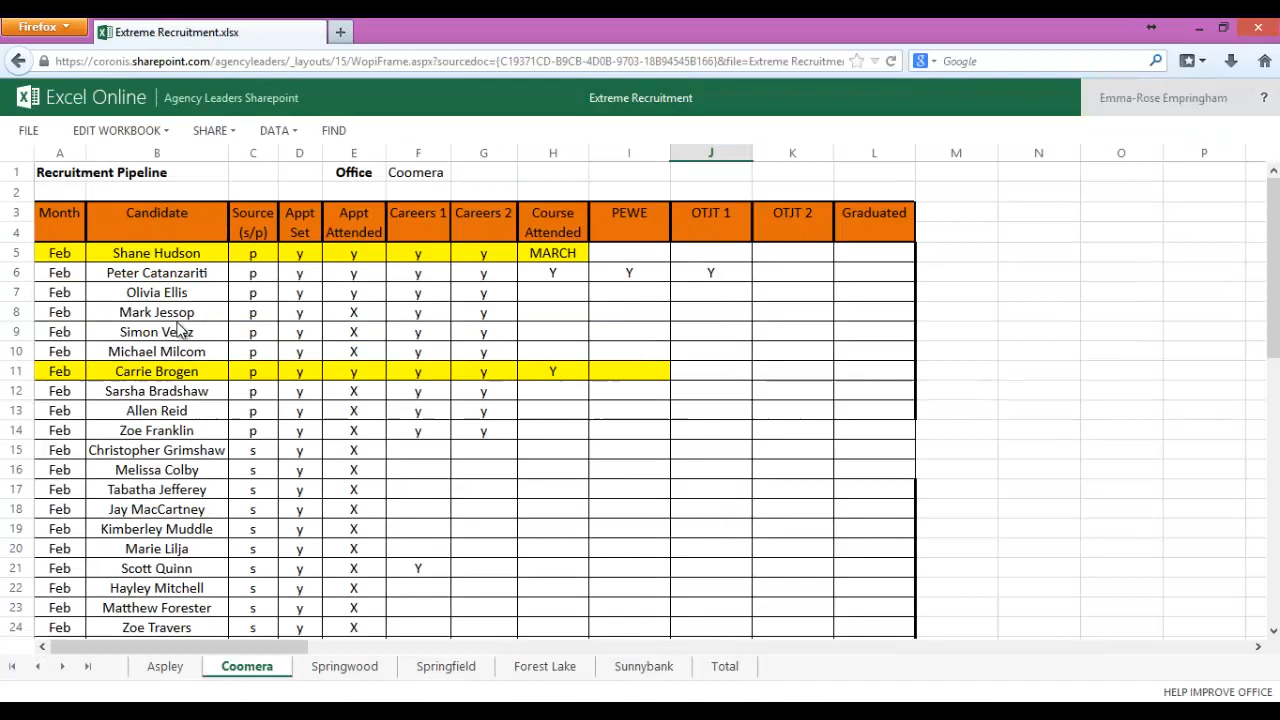 Firefox
Extreme Recruitment.xlsx
https://coronis.sharepoint.com/agencyleaders/_layouts/15/WopiFrame.aspx?sourcedoc={C19371CD-B9CB-4D0B-9703-18B94545B166}&file=Extreme Recruitme
Google
Excel Online Agency Leaders Sharepoint Extreme Recruitment Emma-Rose Empringham ?
FILE EDIT WORKBOOK SHARE DATA FIND
A B C D E F G H I J K L M N O P
1 Recruitment Pipeline Office Coomera
2
3 Month Candidate Source Appt Appt Careers 1 Careers 2 Course PEWE OTJT 1 OTJT 2 Graduated
4 (s/p) Set Attended Attended
5 Feb Shane Hudson p y y y y MARCH
6 Feb Peter Catanzariti p y y y y Y Y Y
7 Feb Olivia Ellis p y y y y
8 Feb Mark Jessop p y X y y
9 Feb Simon p y X y y
10 Feb Michael Milcom p y X y y
11 Feb Carrie Brogen p y y y y Y
12 Feb Sarsha Bradshaw p y X y y
13 Feb Allen Reid p y X y y
14 Feb Zoe Franklin p y X y y
15 Feb Christopher Grimshaw s y X
16 Feb Melissa Colby s y X
17 Feb Tabatha Jefferey s y X
18 Feb Jay MacCartney s y X
19 Feb Kimberley Muddle s y X
20 Feb Marie Lilja s y X
21 Feb Scott Quinn s y X Y
22 Feb Hayley Mitchell s y X
23 Feb Matthew Forester s y X
24 Feb Zoe Travers s y X
Aspley Coomera Springwood Springfield Forest Lake Sunnybank Total
HELP IMPROVE OFFICE